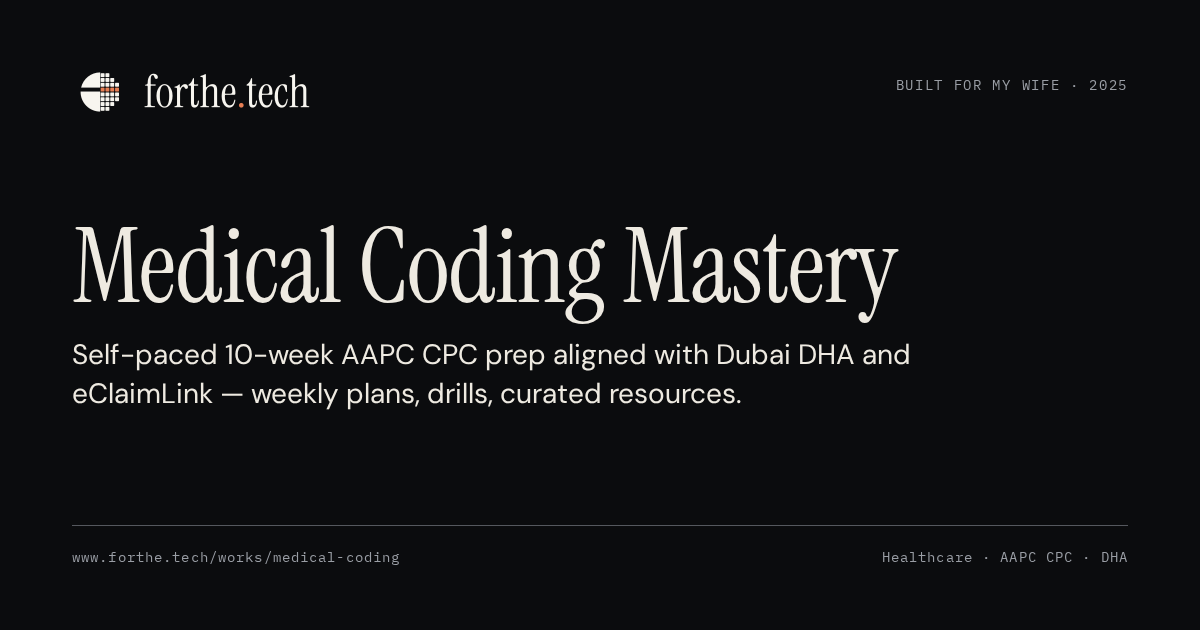 forthe.tech
BUILT FOR MY WIFE · 2025
Medical Coding Mastery
Self-paced 10-week AAPC CPC prep aligned with Dubai DHA and
eClaimLink — weekly plans, drills, curated resources.
www.forthe.tech/works/medical-coding
Healthcare · AAPC CPC · DHA